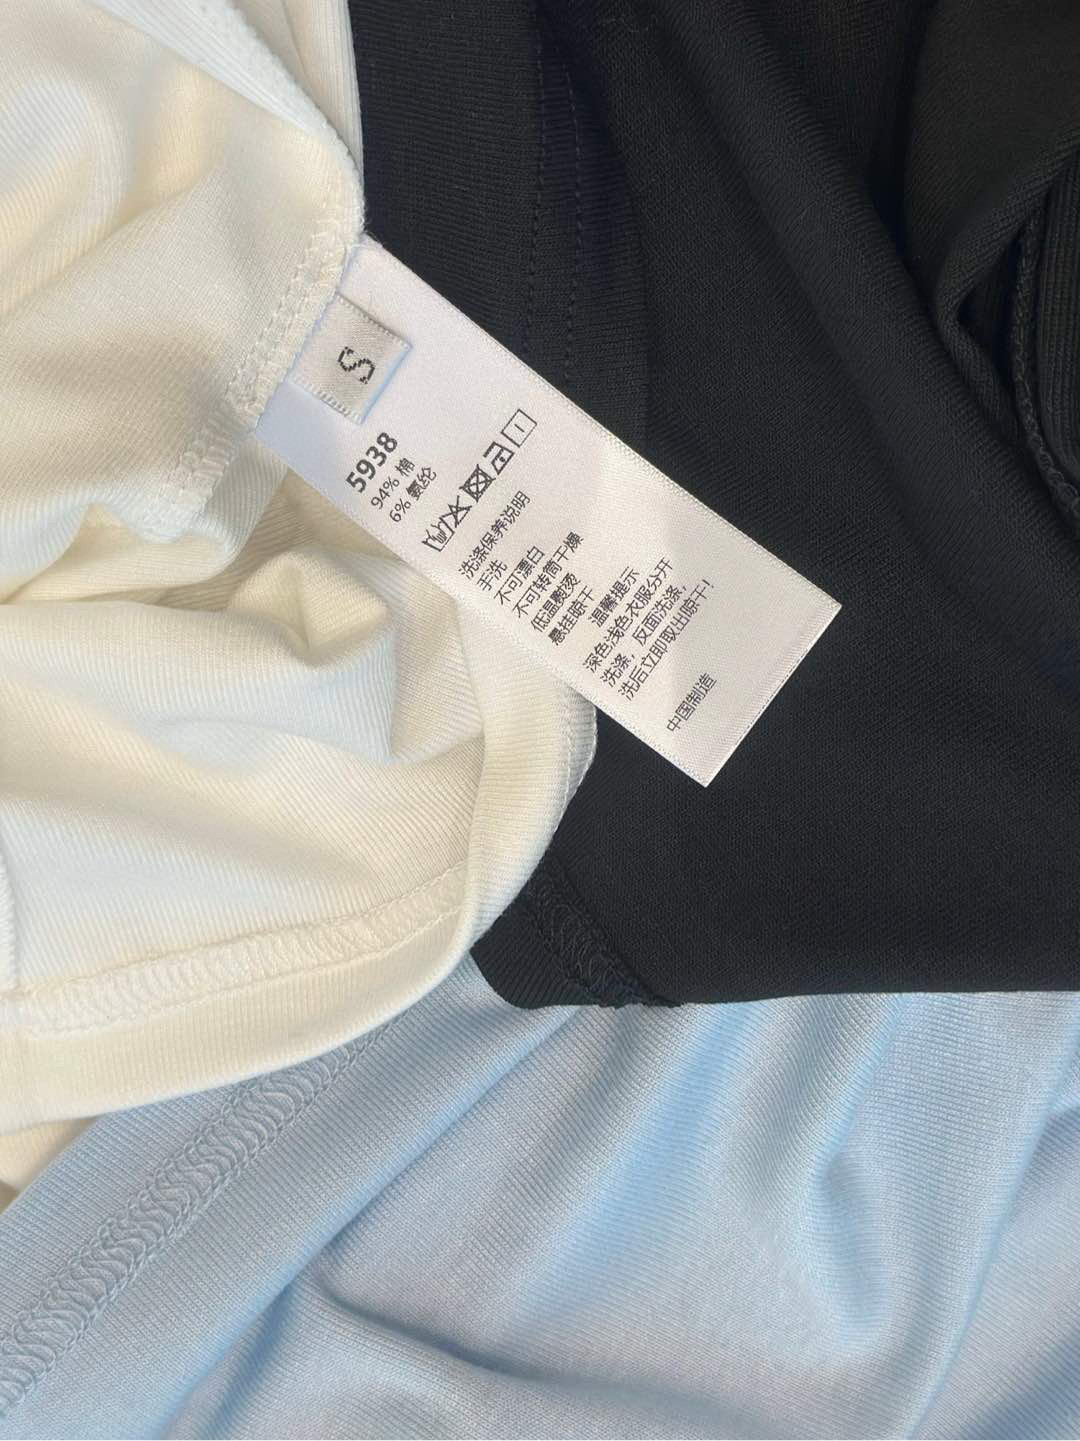 S
5938
94% 棉
6% 氨纶
洗涤保养说明
手洗
不可漂白
不可转筒干燥
低温熨烫
悬挂晾干
温馨提示
深色浅色衣服分开
洗涤，反面洗涤，
洗后立即取出晾干！
中国制造